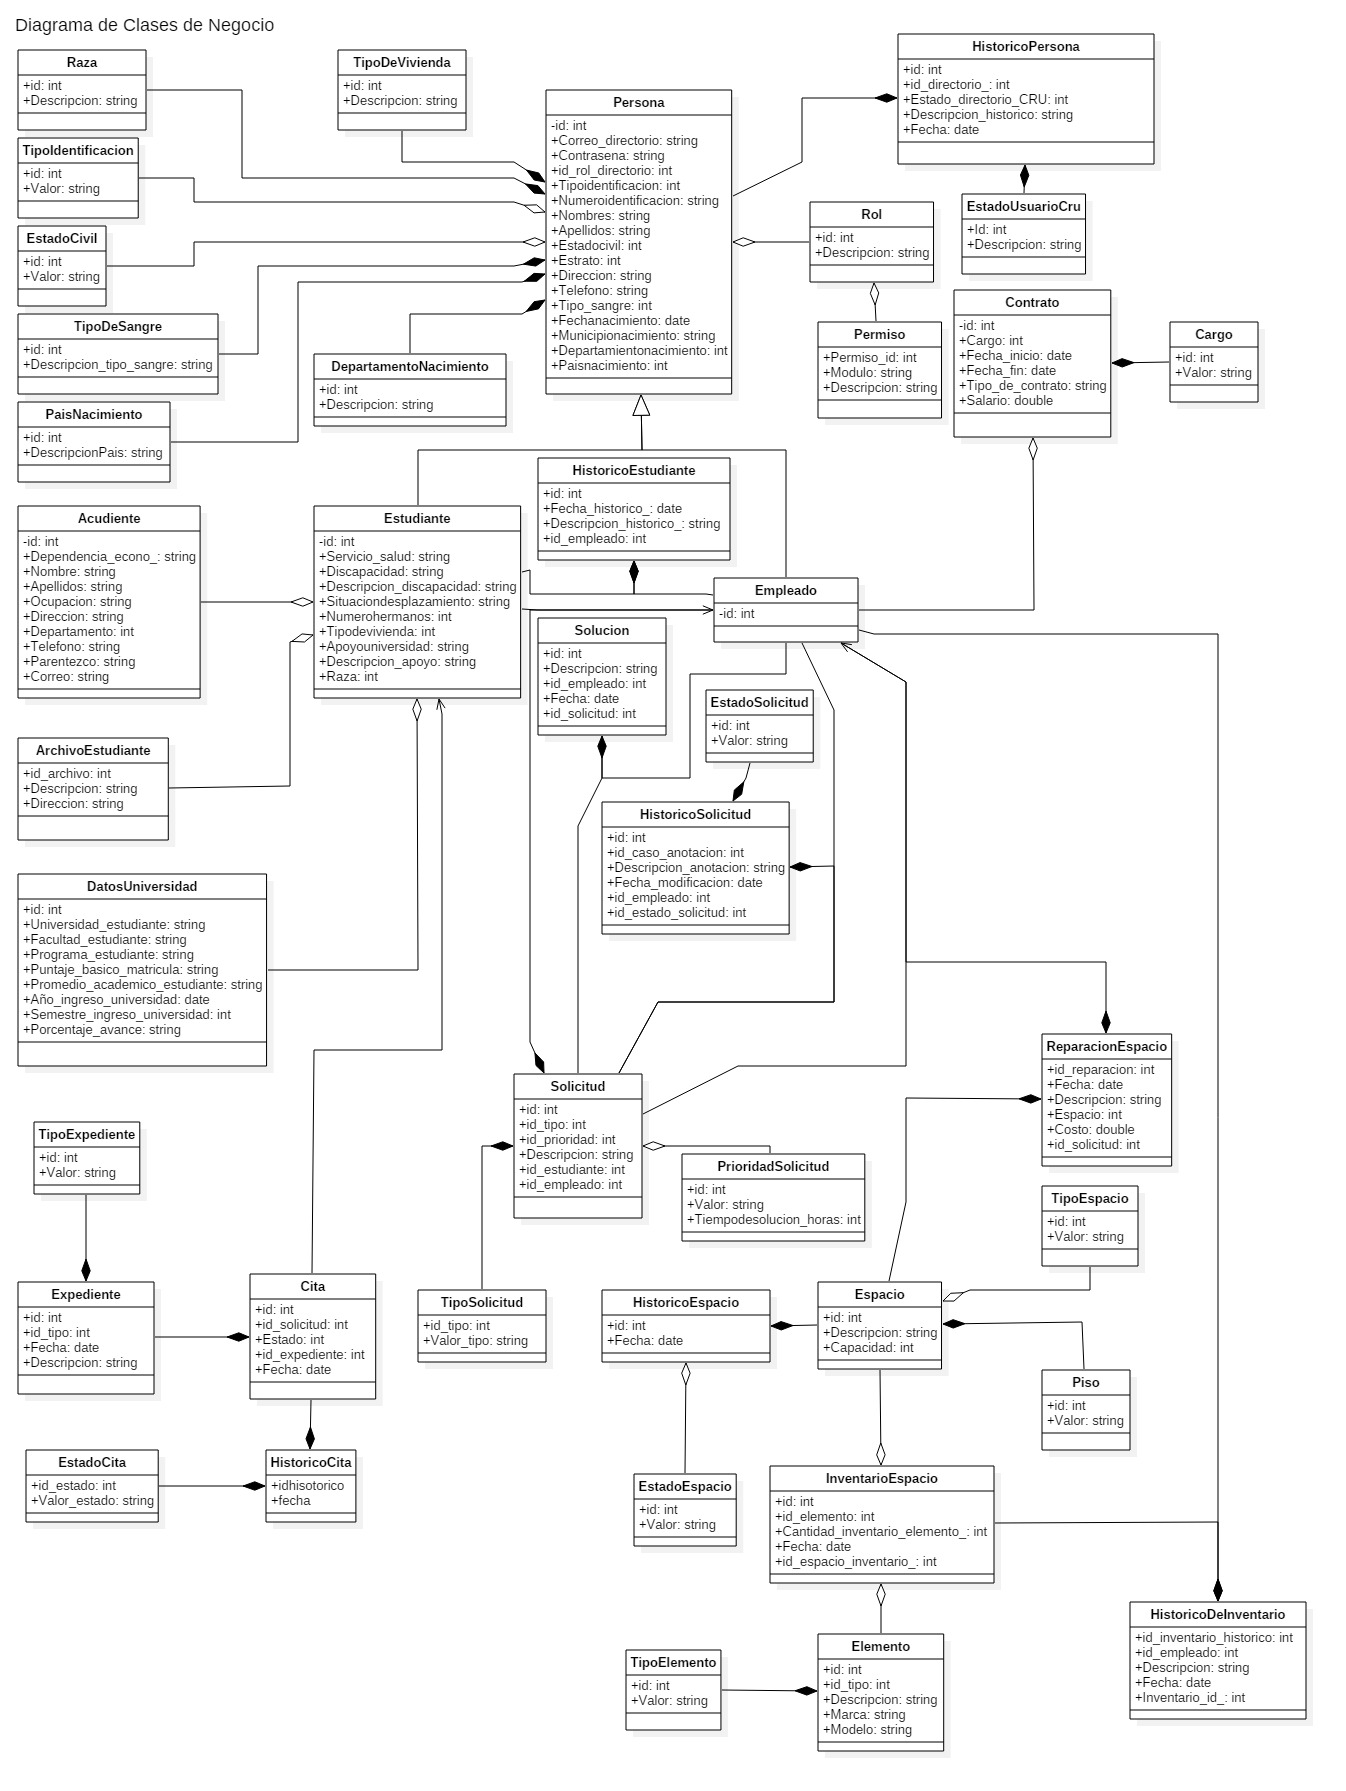 Diagrama de Clases de Negocio
Raza
+id: int
+Descripcion: string
TipoDeVivienda
+id: int
+Descripcion: string
Persona
-id: int
+Correo_directorio: string
+Contrasena: string
+id_rol_directorio: int
+Tipoidentificacion: int
+Numeroidentificacion: string
+Nombres: string
+Apellidos: string
+Estadocivil: int
+Estrato: int
+Direccion: string
+Telefono: string
+Tipo_sangre: int
+Fechanacimiento: date
+Municipionacimiento: string
+Departamientonacimiento: int
+Paisnacimiento: int
HistoricoPersona
+id: int
+id_directorio_: int
+Estado_directorio_CRU: int
+Descripcion_historico: string
+Fecha: date
TipoIdentificacion
+id: int
+Valor: string
EstadoUsuarioCru
+Id: int
+Descripcion: string
Rol
+id: int
+Descripcion: string
EstadoCivil
+id: int
+Valor: string
Contrato
-id: int
+Cargo: int
+Fecha_inicio: date
+Fecha_fin: date
+Tipo_de_contrato: string
+Salario: double
TipoDeSangre
+id: int
+Descripcion_tipo_sangre: string
Permiso
+Permiso_id: int
+Modulo: string
+Descripcion: string
Cargo
+id: int
+Valor: string
DepartamentoNacimiento
+id: int
+Descripcion: string
PaisNacimiento
+id: int
+DescripcionPais: string
HistoricoEstudiante
+id: int
+Fecha_historico_: date
+Descripcion_historico_: string
+id_empleado: int
Acudiente
-id: int
+Dependencia_econo_: string
+Nombre: string
+Apellidos: string
+Ocupacion: string
+Direccion: string
+Departamento: int
+Telefono: string
+Parentezco: string
+Correo: string
Estudiante
-id: int
+Servicio_salud: string
+Discapacidad: string
+Descripcion_discapacidad: string
+Situaciondesplazamiento: string
+Numerohermanos: int
+Tipodevivienda: int
+Apoyouniversidad: string
+Descripcion_apoyo: string
+Raza: int
Empleado
-id: int
Solucion
+id: int
+Descripcion: string
+id_empleado: int
+Fecha: date
+id_solicitud: int
EstadoSolicitud
+id: int
+Valor: string
ArchivoEstudiante
+id_archivo: int
+Descripcion: string
+Direccion: string
HistoricoSolicitud
+id: int
+id_caso_anotacion: int
+Descripcion_anotacion: string
+Fecha_modificacion: date
+id_empleado: int
+id_estado_solicitud: int
DatosUniversidad
+id: int
+Universidad_estudiante: string
+Facultad_estudiante: string
+Programa_estudiante: string
+Puntaje_basico_matricula: string
+Promedio_academico_estudiante: string
+Año_ingreso_universidad: date
+Semestre_ingreso_universidad: int
+Porcentaje_avance: string
ReparacionEspacio
+id_reparacion: int
+Fecha: date
+Descripcion: string
+Espacio: int
+Costo: double
+id_solicitud: int
Solicitud
+id: int
+id_tipo: int
+id_prioridad: int
+Descripcion: string
+id_estudiante: int
+id_empleado: int
TipoExpediente
+id: int
+Valor: string
PrioridadSolicitud
+id: int
+Valor: string
+Tiempodesolucion_horas: int
TipoEspacio
+id: int
+Valor: string
Expediente
+id: int
+id_tipo: int
+Fecha: date
+Descripcion: string
Cita
+id: int
+id_solicitud: int
+Estado: int
+id_expediente: int
+Fecha: date
TipoSolicitud
+id_tipo: int
+Valor_tipo: string
HistoricoEspacio
+id: int
+Fecha: date
Espacio
+id: int
+Descripcion: string
+Capacidad: int
Piso
+id: int
+Valor: string
EstadoCita
+id_estado: int
+Valor_estado: string
HistoricoCita
+idhisotorico
+fecha
EstadoEspacio
+id: int
+Valor: string
InventarioEspacio
+id: int
+id_elemento: int
+Cantidad_inventario_elemento_: int
+Fecha: date
+id_espacio_inventario_: int
HistoricoDeInventario
+id_inventario_historico: int
+id_empleado: int
+Descripcion: string
+Fecha: date
+Inventario_id_: int
TipoElemento
+id: int
+Valor: string
Elemento
+id: int
+id_tipo: int
+Descripcion: string
+Marca: string
+Modelo: string